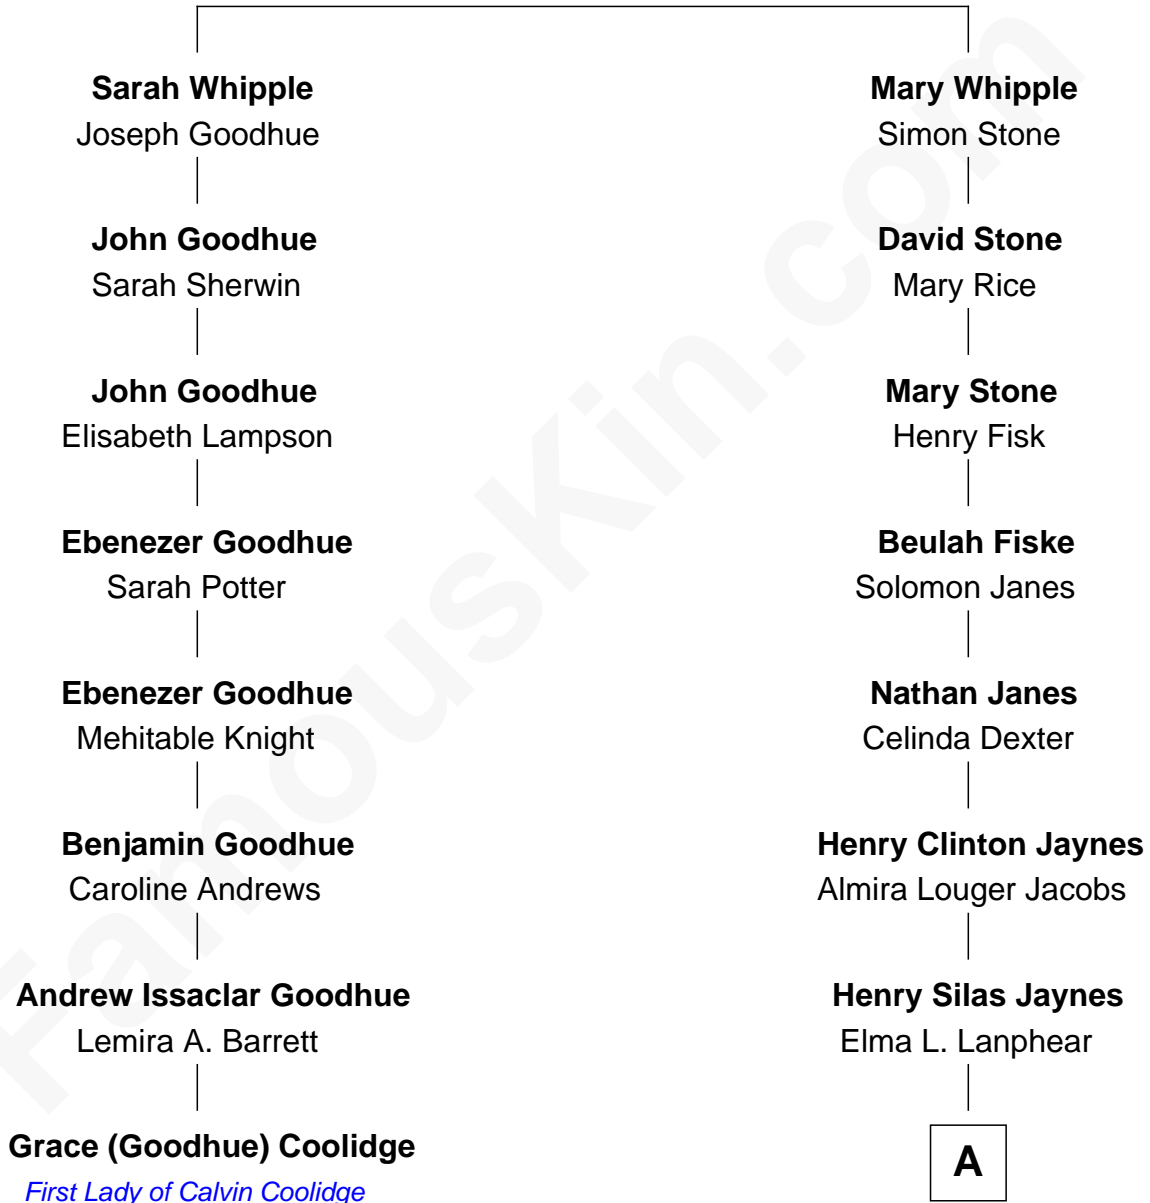 Sarah Whipple
Joseph Goodhue
John Goodhue
Sarah Sherwin
John Goodhue
Elisabeth Lampson
Ebenezer Goodhue
Sarah Potter
Ebenezer Goodhue
Mehitable Knight
Benjamin Goodhue
Caroline Andrews
Andrew Issaclar Goodhue
Lemira A. Barrett
Grace (Goodhue) Coolidge
First Lady of Calvin Coolidge
Mary Whipple
Simon Stone
David Stone
Mary Rice
Mary Stone
Henry Fisk
Beulah Fiske
Solomon Janes
Nathan Janes
Celinda Dexter
Henry Clinton Jaynes
Almira Louger Jacobs
Henry Silas Jaynes
Elma L. Lanphear
A
FamousKin.com